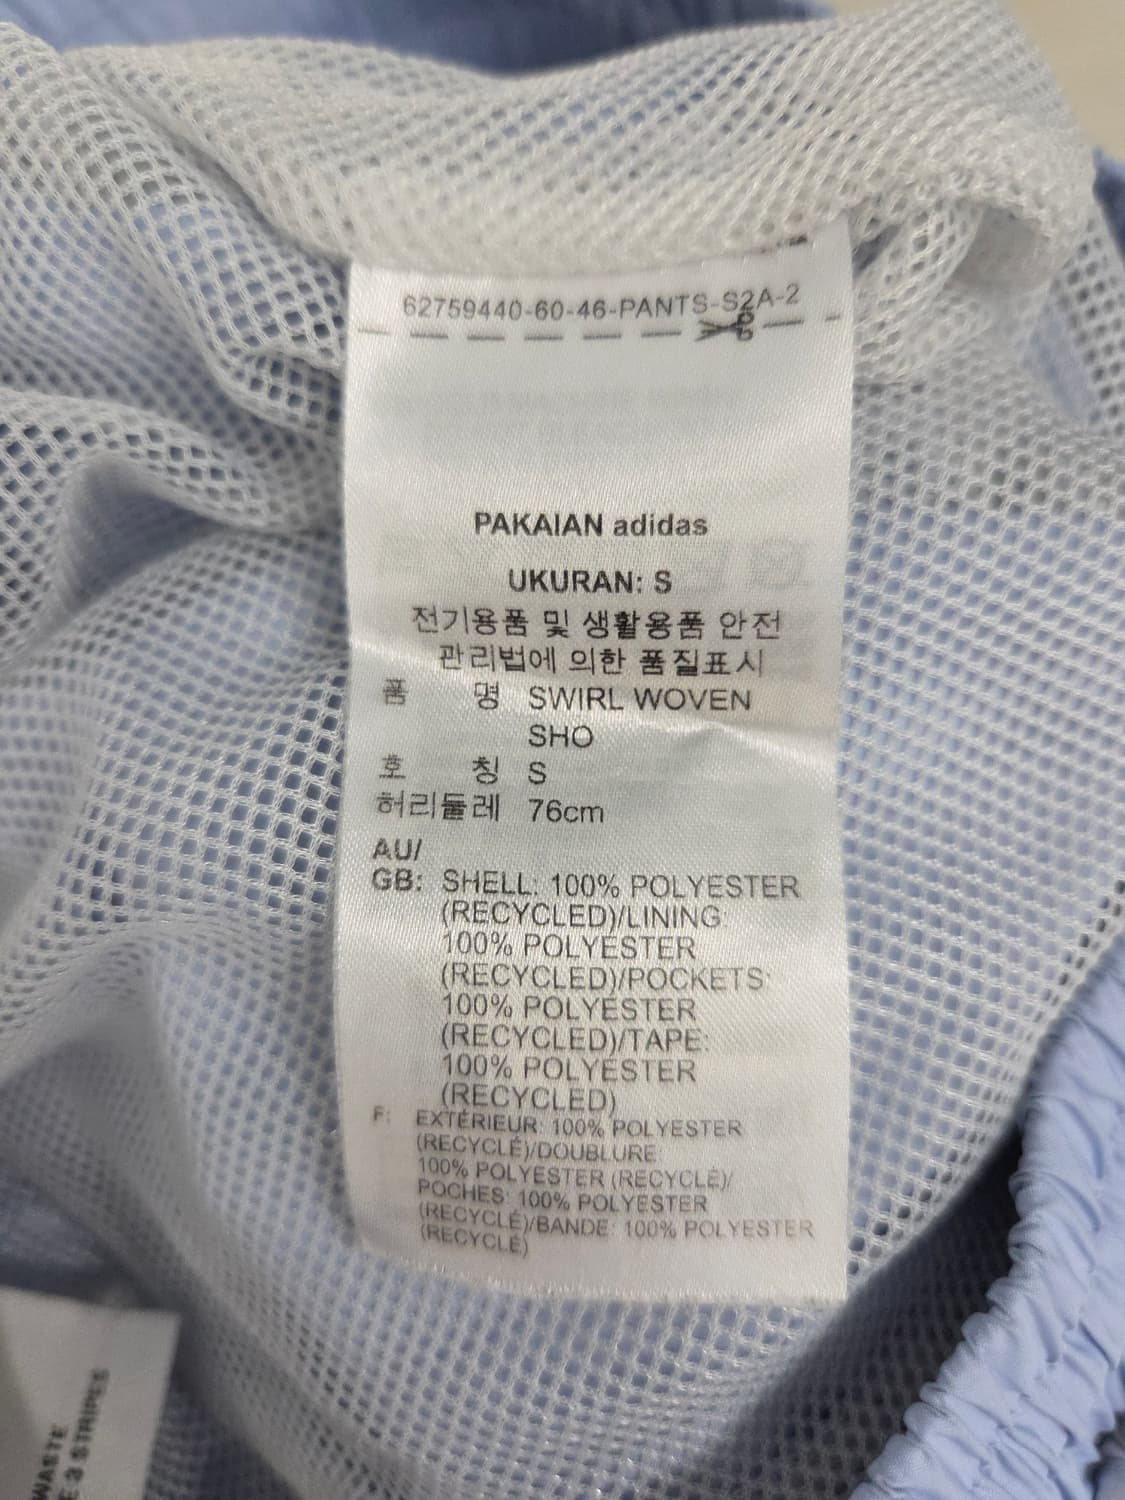 62759440-60-46-PANTS-S2A-2
PAKAIAN adidas
UKURAN: S
전기용품 및 생활용품 안전
관리법에 의한 품질표시
품 명 SWIRL WOVEN
SHO
호 칭 S
허리둘레 76cm
AU/
GB: SHELL: 100% POLYESTER
(RECYCLED)/LINING:
100% POLYESTER
(RECYCLED)/POCKETS:
100% POLYESTER
(RECYCLED)/TAPE:
100% POLYESTER
(RECYCLED)
F: EXTÉRIEUR: 100% POLYESTER
(RECYCLÉ)/DOUBLURE:
100% POLYESTER (RECYCLÉ)/
POCHES: 100% POLYESTER
(RECYCLÉ)/BANDE: 100% POLYESTER
(RECYCLÉ)
WASTE
3 STRIPES